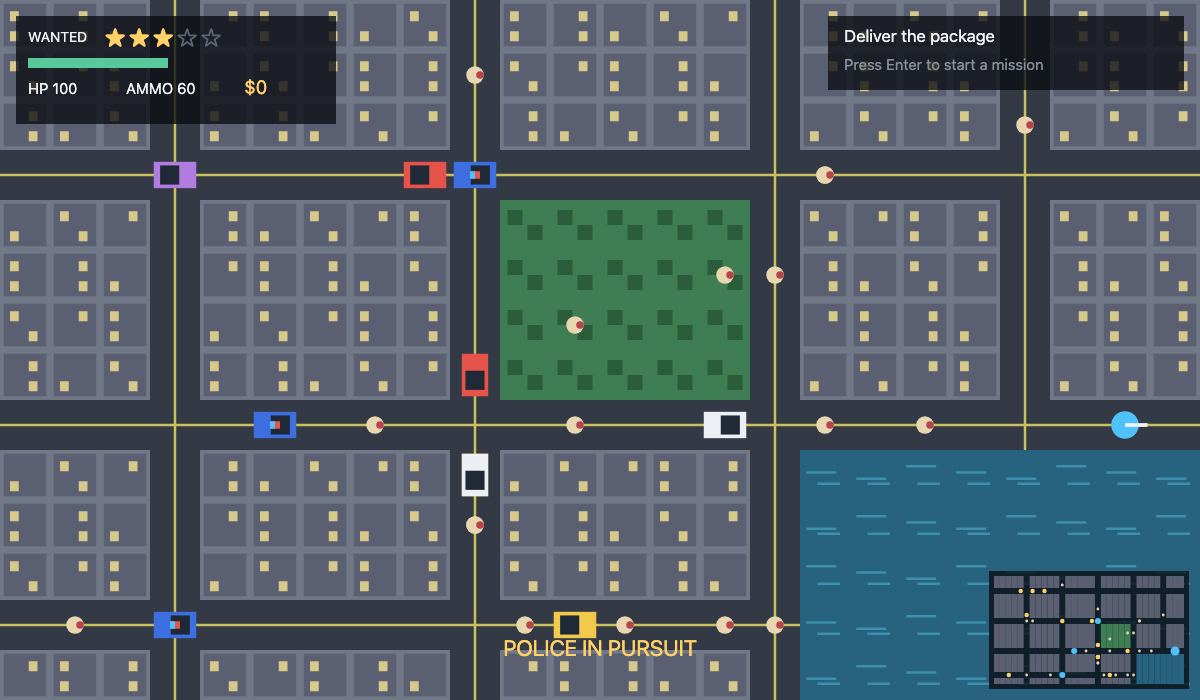 WANTED ★★★☆☆
HP 100 AMMO 60 $0
Deliver the package
Press Enter to start a mission
POLICE IN PURSUIT